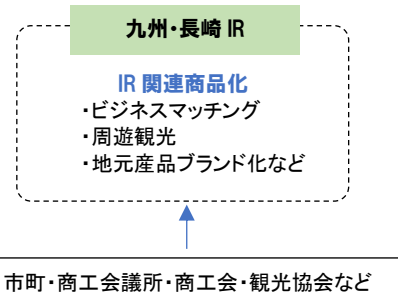 九州・長崎 IR
IR 関連商品化
・ビジネスマッチング
・周遊観光
・地元産品ブランド化など
市町・商工会議所・商工会・観光協会など